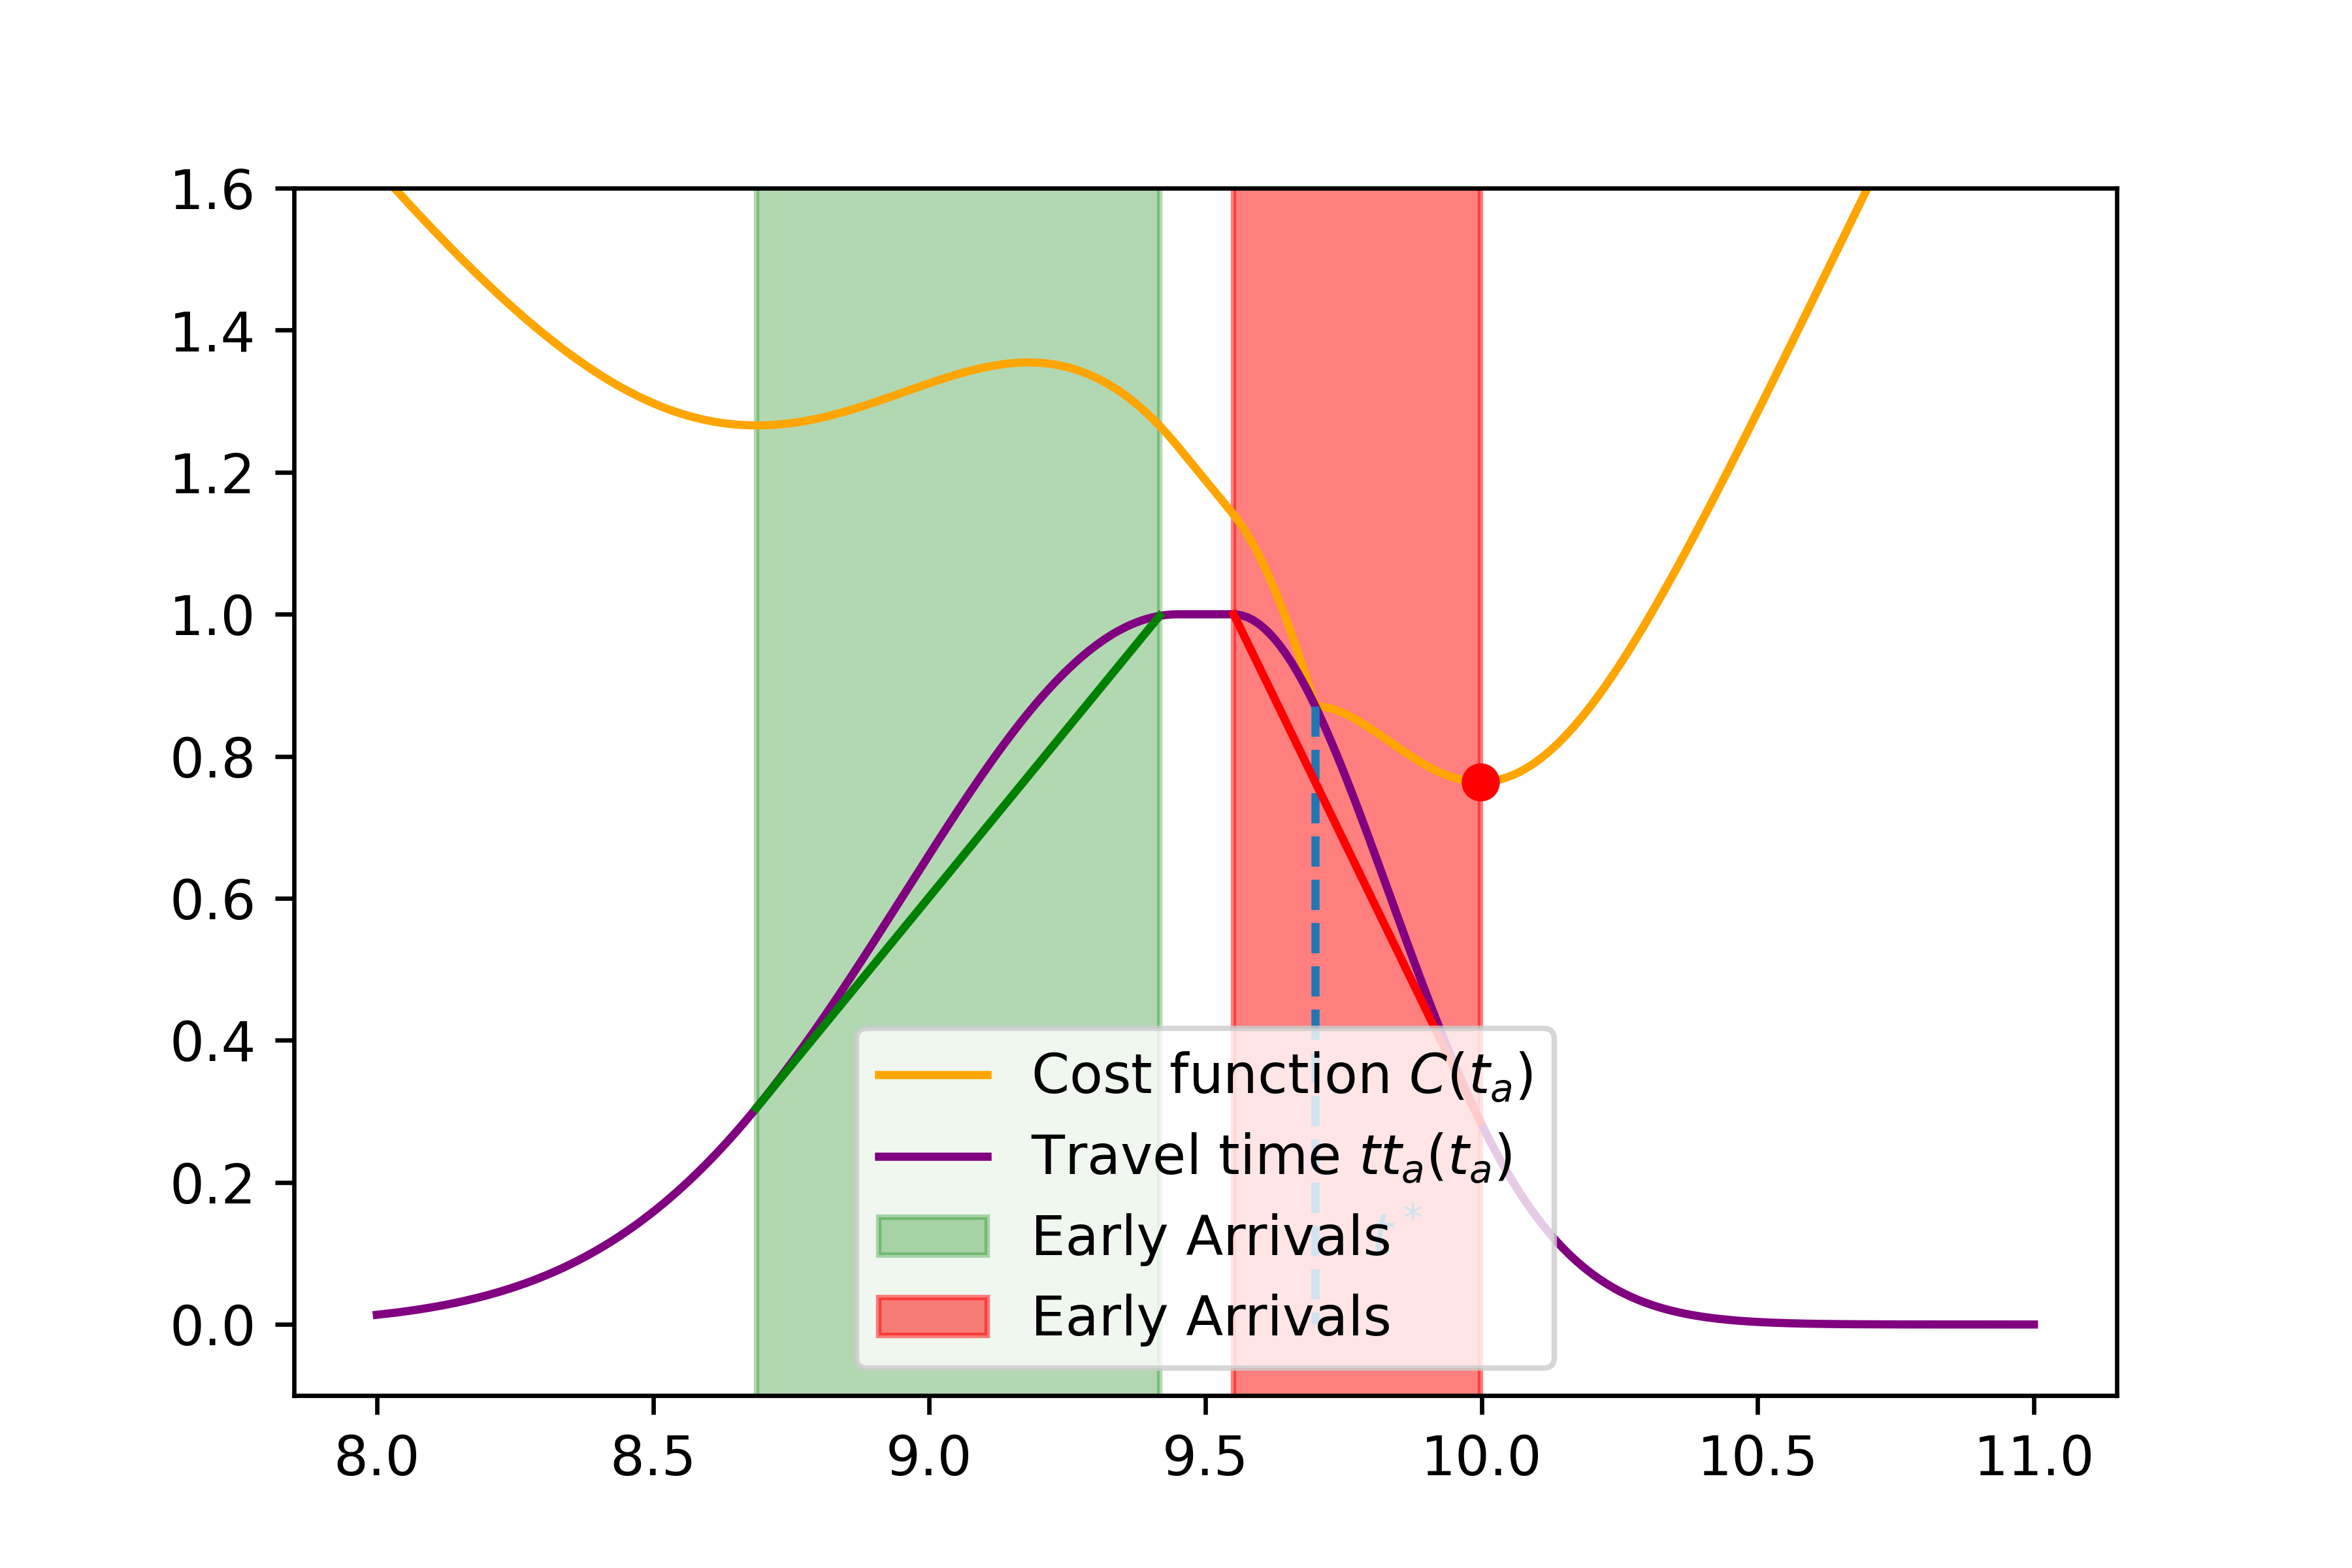 1.6
1.4
1.2
1.0
0.8
0.6
0.4
0.2
0.0
Cost function C(tₐ)
Travel time ttₐ(tₐ)
Early Arrivals
t*
Early Arrivals
8.0 8.5 9.0 9.5 10.0 10.5 11.0